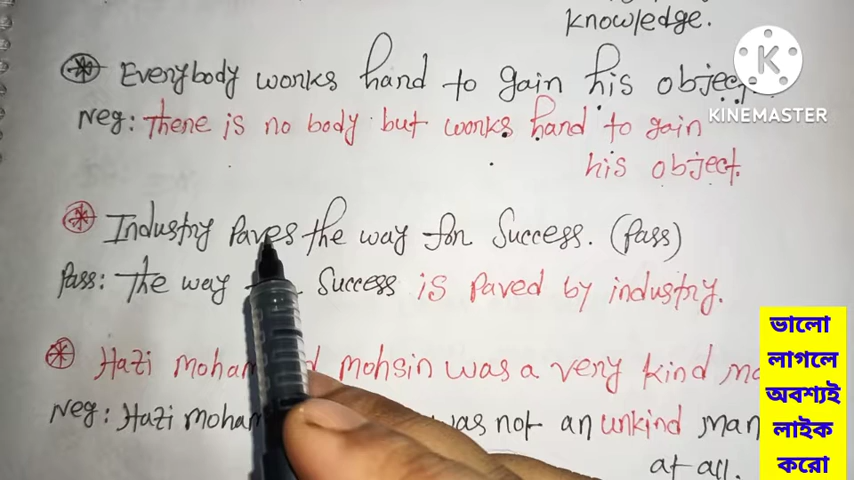 knowledge.
Everybody works hard to gain his object
Neg: There is no body but works hard to gain
his object.
Industry Paves the way for Success. (Pass)
Pass: The way Success is Paved by industry.
Hazi moham mohsin was a very kind
Neg: Hazi moham was not an unkind man
at all.
K
KINEMASTER
ভালো
লাগলে
অবশ্যই
লাইক
করো